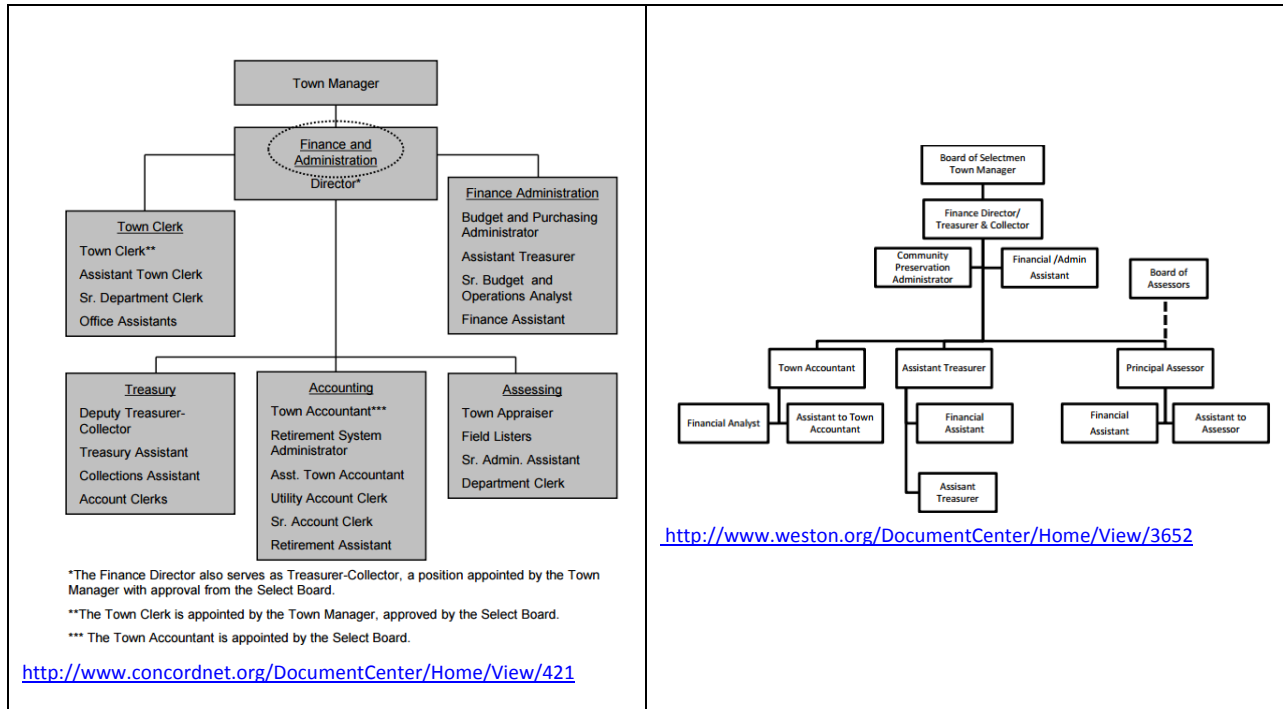 Town Manager
Finance and
Administration
Director*
Town Clerk
Town Clerk**
Assistant Town Clerk
Sr. Department Clerk
Office Assistants
Finance Administration
Budget and Purchasing
Administrator
Assistant Treasurer
Sr. Budget and
Operations Analyst
Finance Assistant
Treasury
Deputy Treasurer-
Collector
Treasury Assistant
Collections Assistant
Account Clerks
Accounting
Town Accountant***
Retirement System
Administrator
Asst. Town Accountant
Utility Account Clerk
Sr. Account Clerk
Retirement Assistant
Assessing
Town Appraiser
Field Listers
Sr. Admin. Assistant
Department Clerk
*The Finance Director also serves as Treasurer-Collector, a position appointed by the Town
Manager with approval from the Select Board.
**The Town Clerk is appointed by the Town Manager, approved by the Select Board.
*** The Town Accountant is appointed by the Select Board.
http://www.concordnet.org/DocumentCenter/Home/View/421
Board of Selectmen
Town Manager
Finance Director/
Treasurer & Collector
Community
Preservation
Administrator
Financial /Admin
Assistant
Board of
Assessors
Town Accountant
Assistant Treasurer
Principal Assessor
Financial Analyst
Assistant to Town
Accountant
Financial
Assistant
Financial
Assistant
Assistant to
Assessor
Assisant
Treasurer
http://www.weston.org/DocumentCenter/Home/View/3652